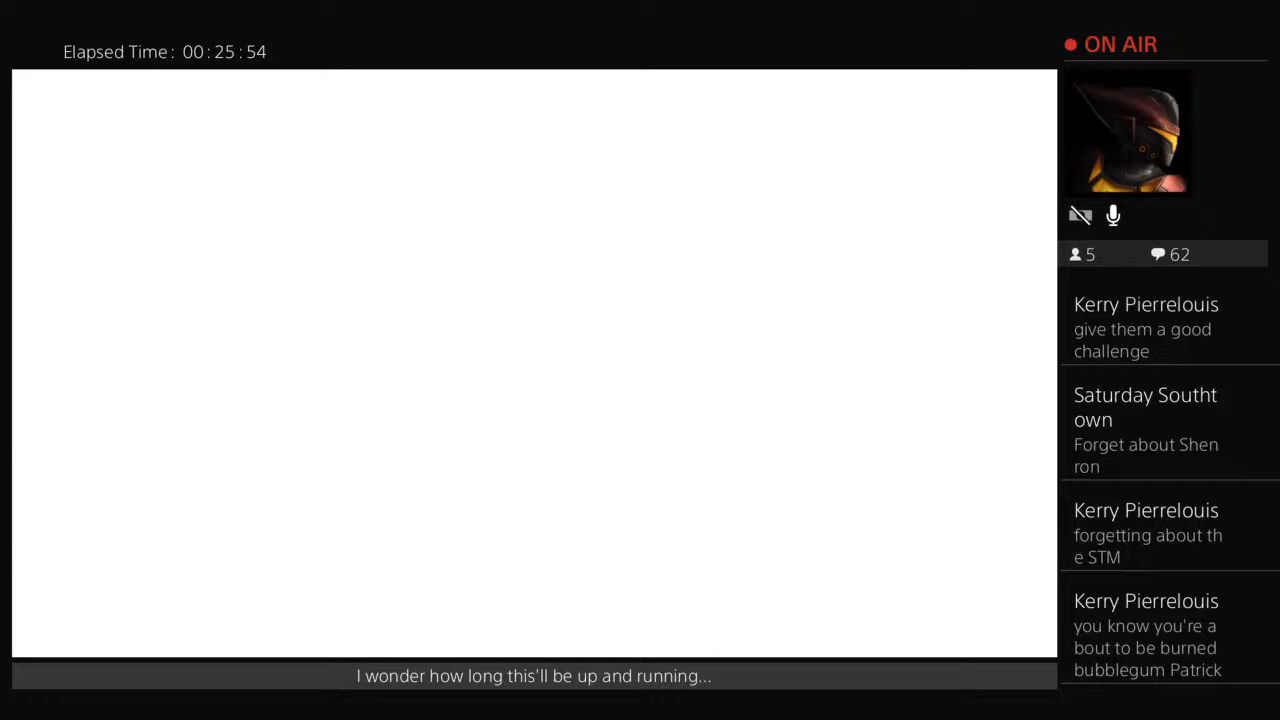 Elapsed Time: 00:25:54
ON AIR
5 62
Kerry Pierrelouis
give them a good
challenge
Saturday Southt
own
Forget about Shen
ron
Kerry Pierrelouis
forgetting about th
e STM
Kerry Pierrelouis
you know you're a
bout to be burned
bubblegum Patrick
I wonder how long this'll be up and running...